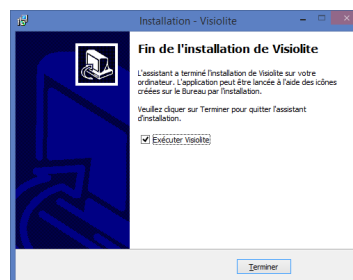 Installation - Visiolite
Fin de l'installation de Visiolite
L'assistant a terminé l'installation de Visiolite sur votre
ordinateur. L'application peut être lancée à l'aide des icônes
créées sur le Bureau par l'installation.
Veuillez cliquer sur Terminer pour quitter l'assistant
d'installation.
Exécuter Visiolite
Terminer